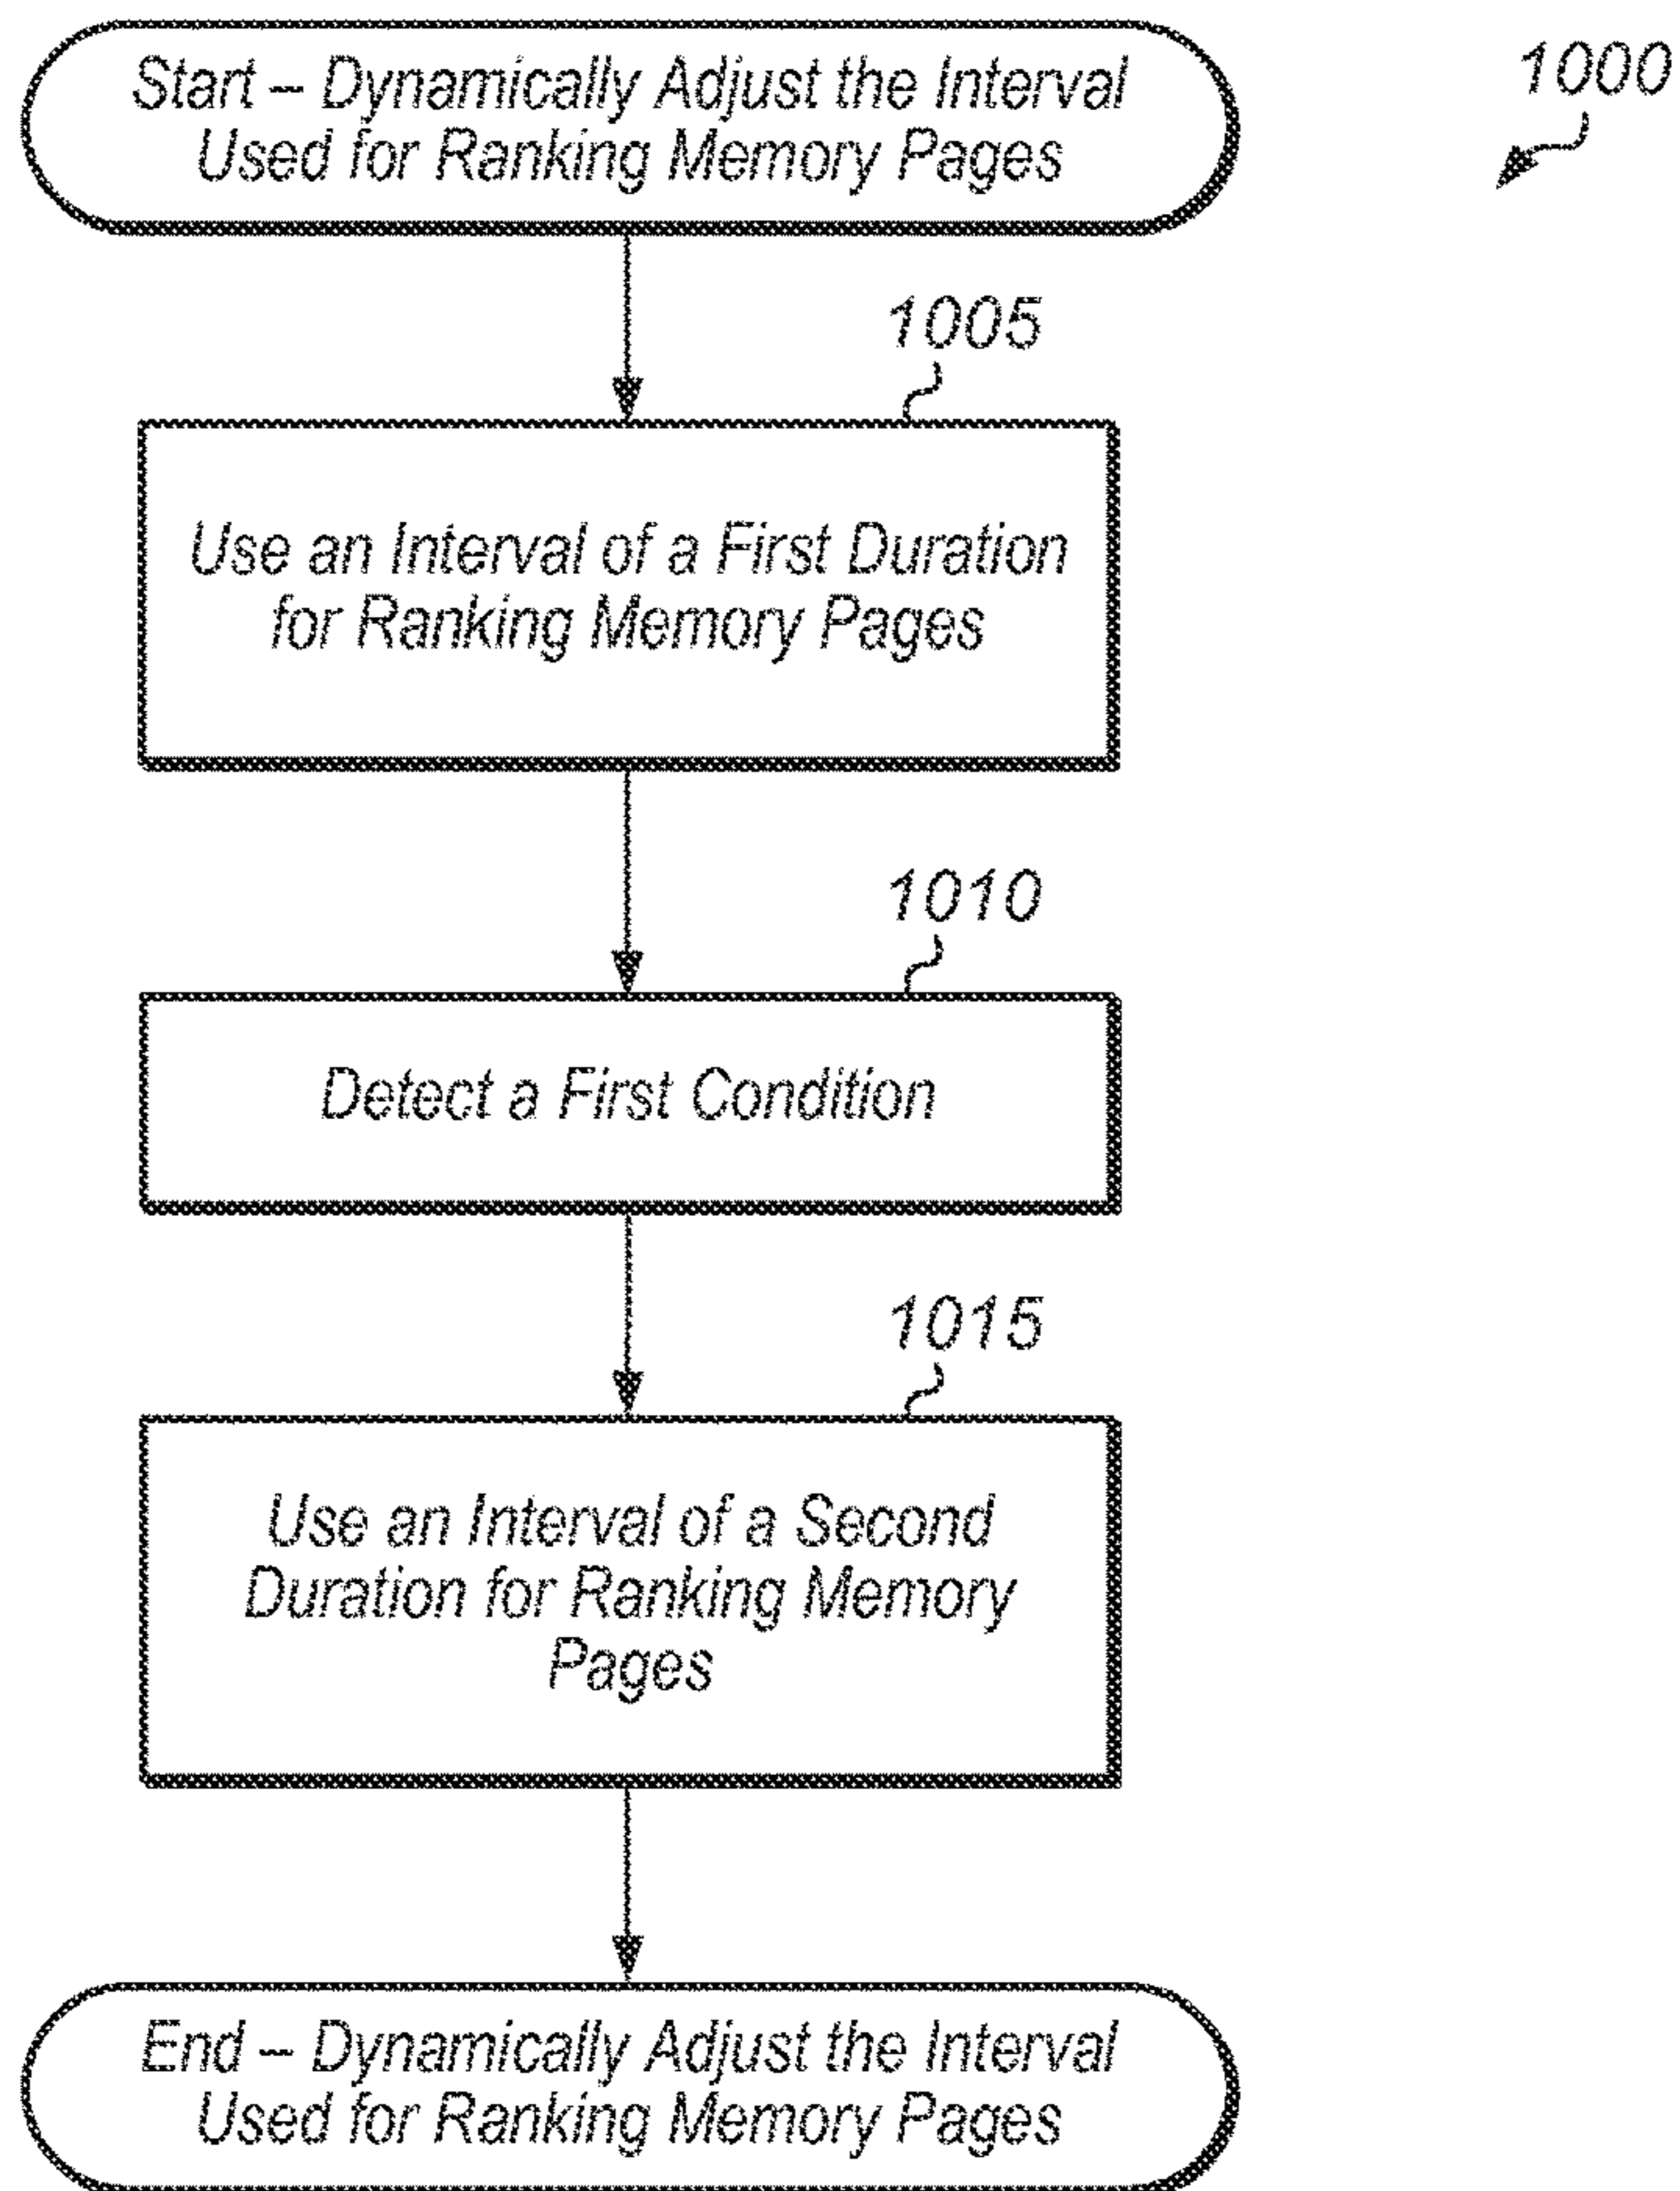 Start – Dynamically Adjust the Interval
Used for Ranking Memory Pages
1000
1005
Use an Interval of a First Duration
for Ranking Memory Pages
1010
Detect a First Condition
1015
Use an Interval of a Second
Duration for Ranking Memory
Pages
End – Dynamically Adjust the Interval
Used for Ranking Memory Pages